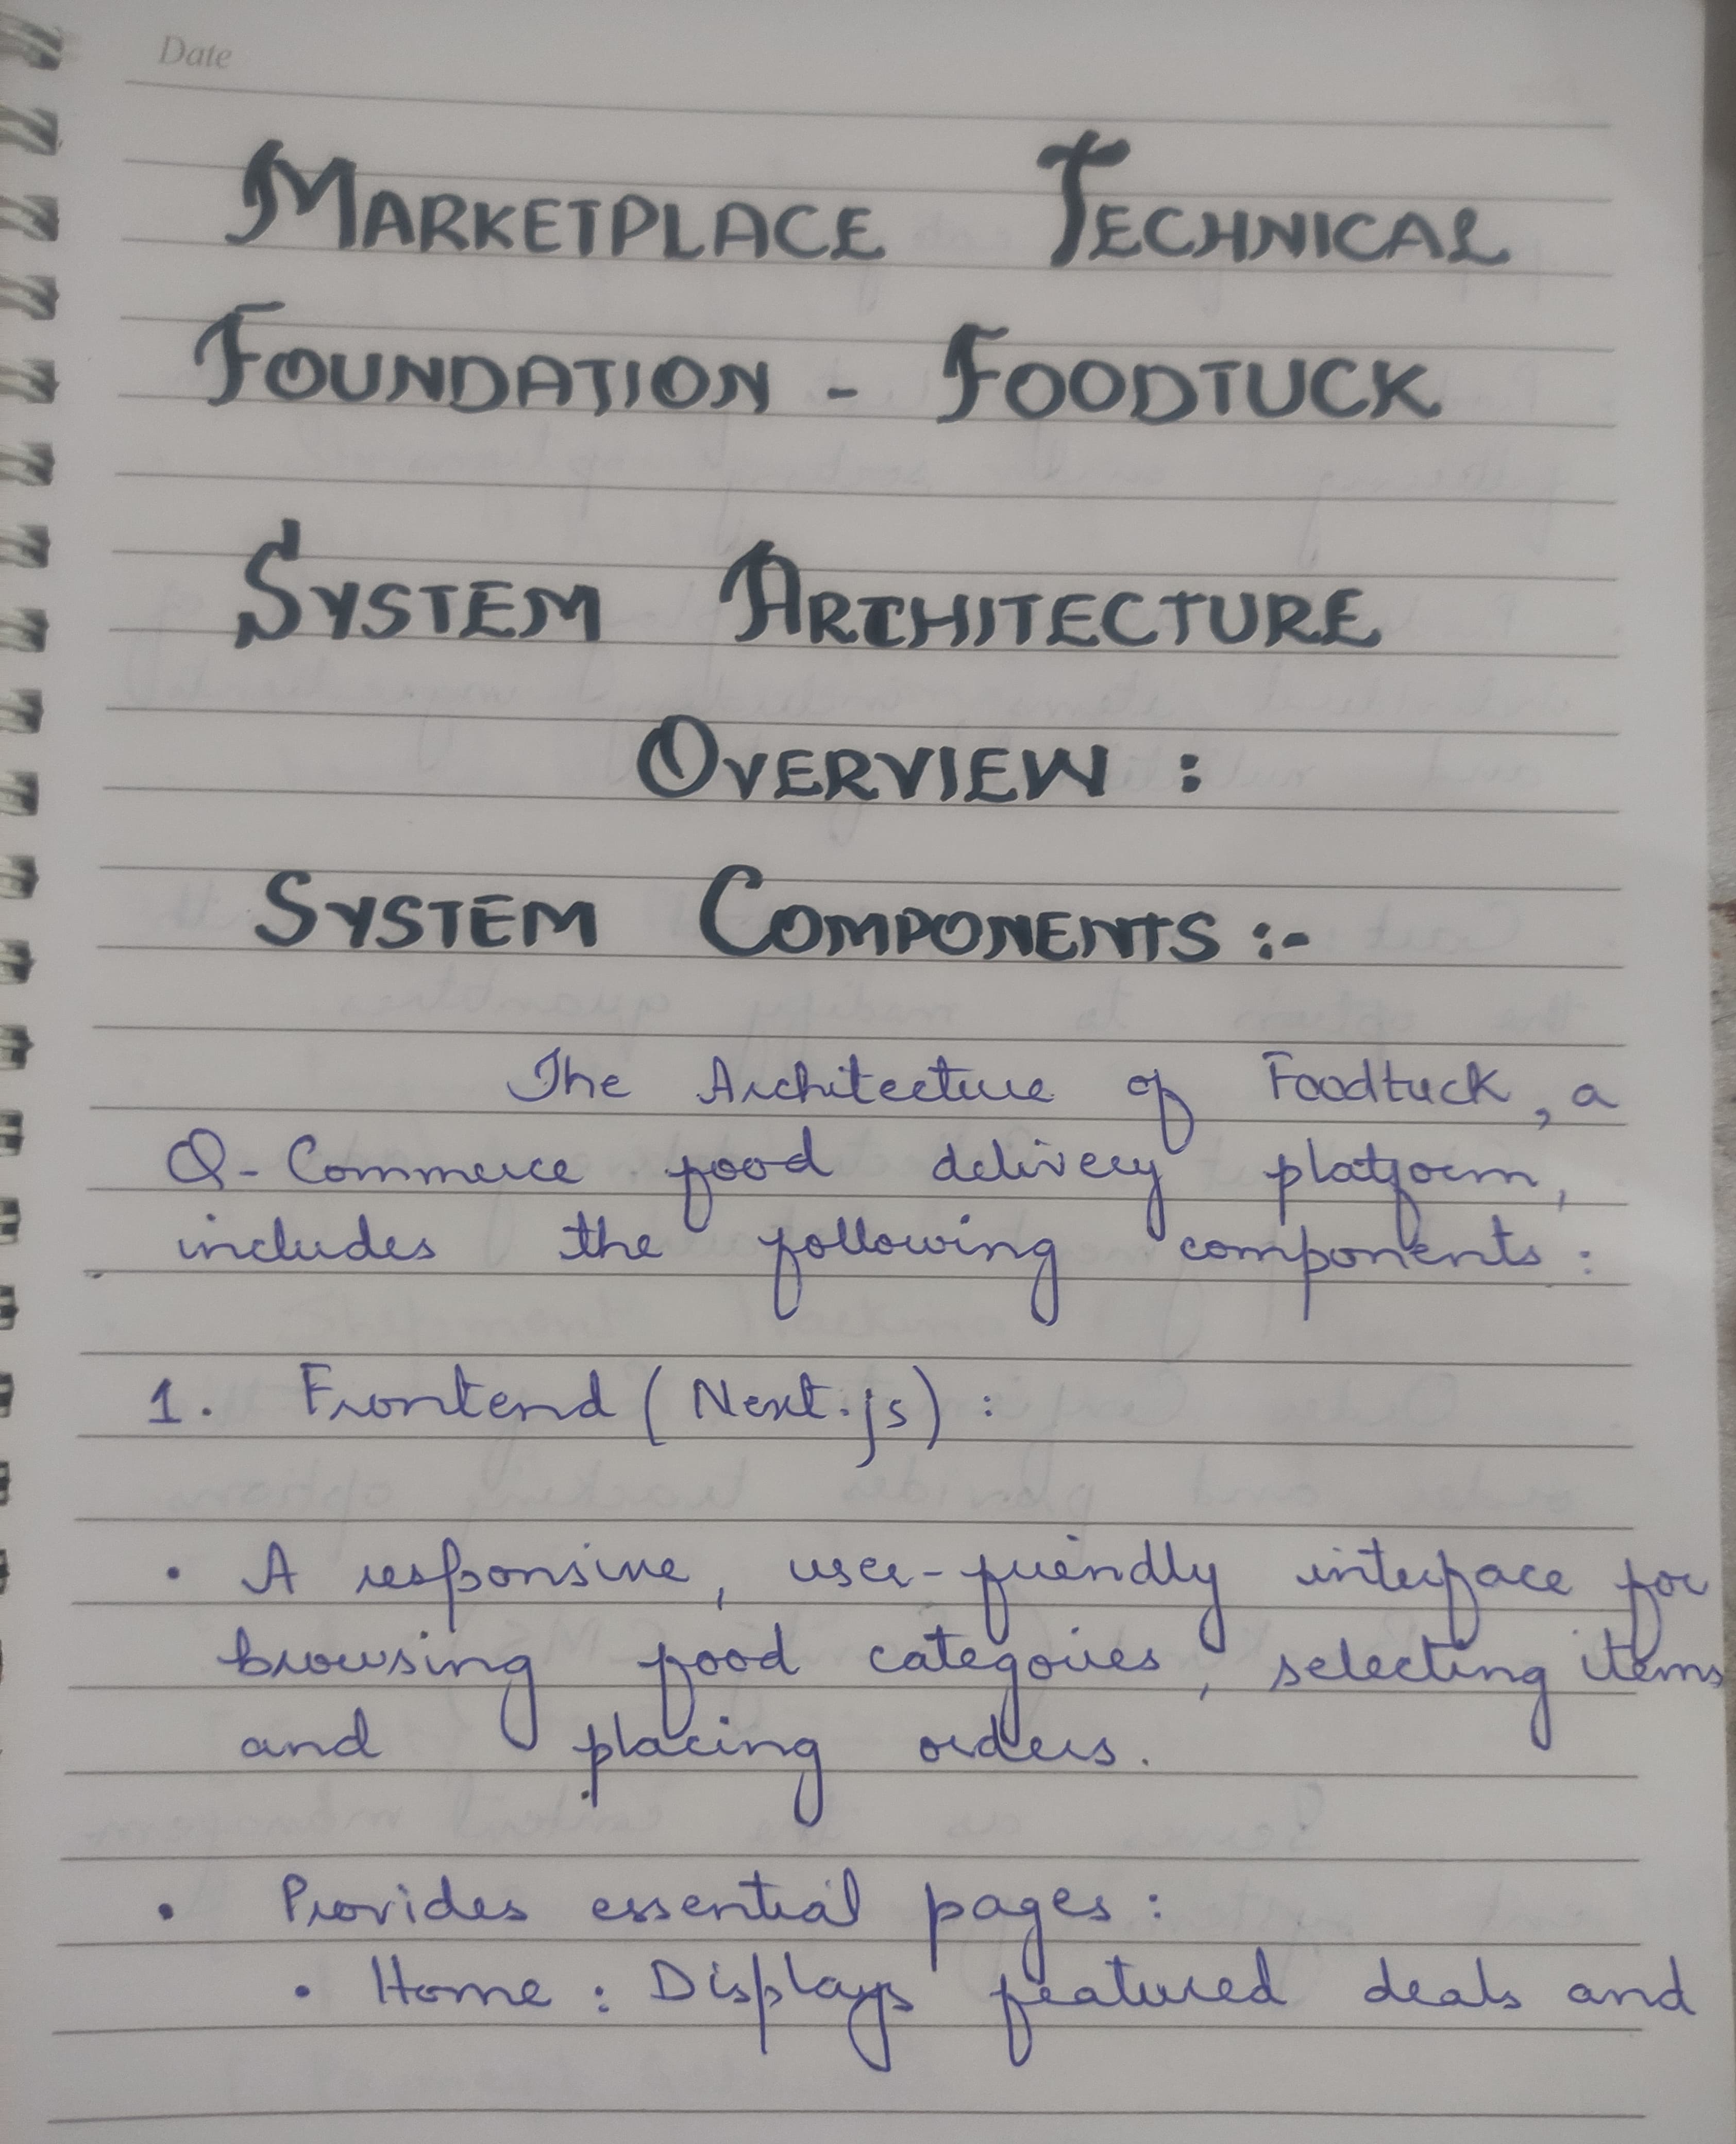 Date
MARKETPLACE TECHNICAL
FOUNDATION - FOODTUCK
SYSTEM ARCHITECTURE
OVERVIEW :
SYSTEM COMPONENTS :-
The Architecture of Foodtuck, a
Q-Commerce food delivery platform,
includes the following components :
1. Frontend (Next.js) :
• A responsive, user-friendly interface for
browsing food categories, selecting items
and placing orders.
• Provides essential pages :
• Home : Displays featured deals and